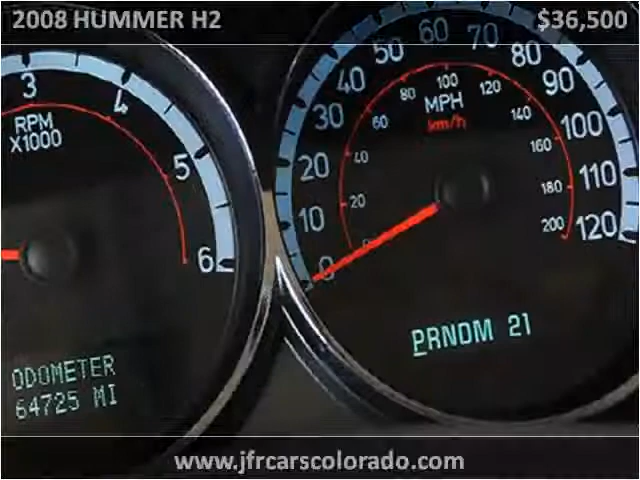 2008 HUMMER H2 $36,500
3 4 5 6
RPM
X1000
0 10 20 30 40 50 60 70 80 90 100 110 120
MPH
km/h
0 20 40 60 80 100 120 140 160 180 200
PRNDM 21
ODOMETER
64725 MI
www.jfrcarscolorado.com